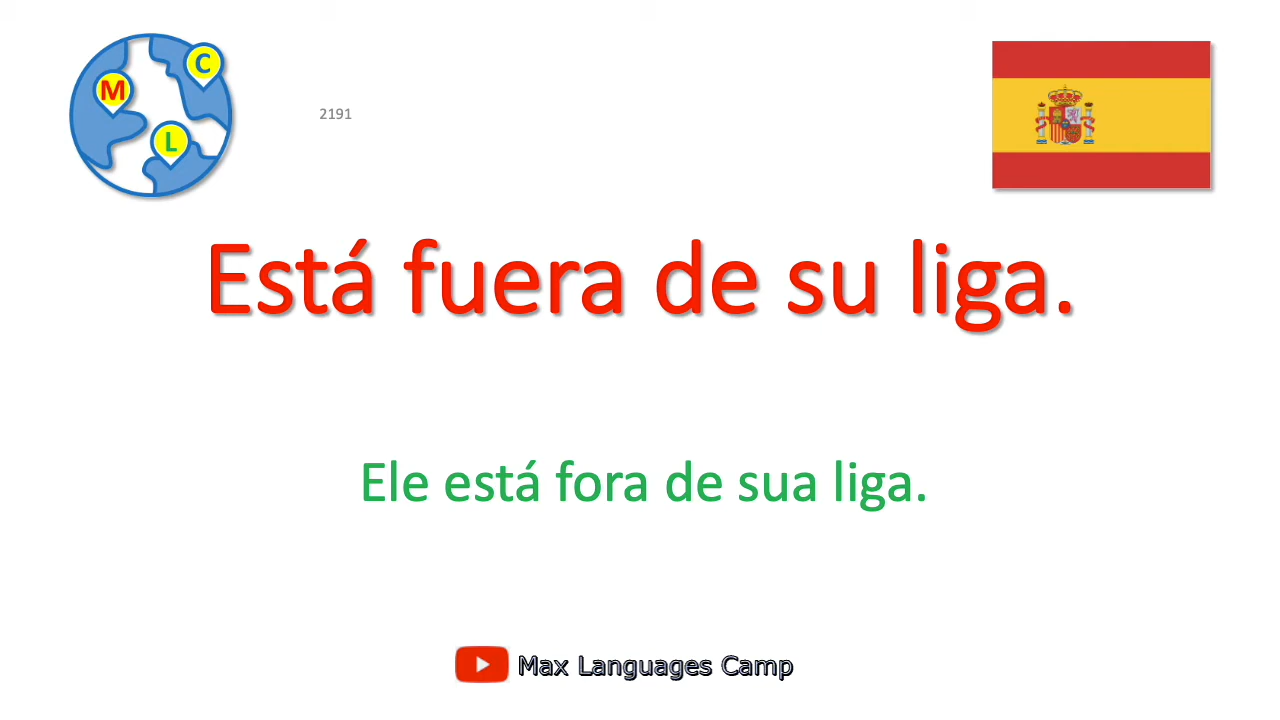 M
C
L
2191
Está fuera de su liga.
Ele está fora de sua liga.
Max Languages Camp